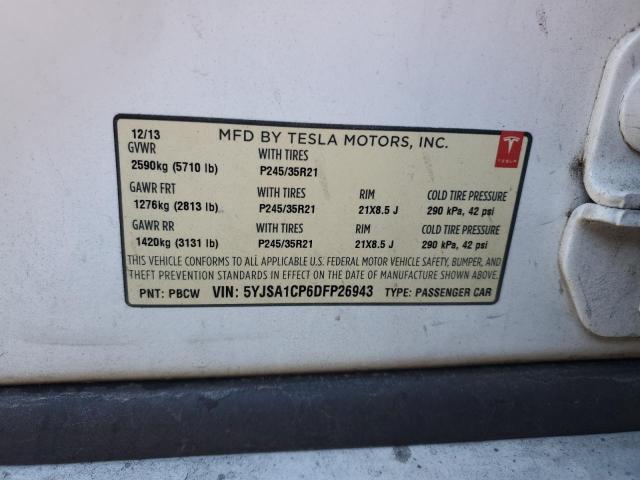 12/13 MFD BY TESLA MOTORS, INC.
GVWR WITH TIRES
2590kg (5710 lb) P245/35R21
TESLA
GAWR FRT WITH TIRES RIM COLD TIRE PRESSURE
1276kg (2813 lb) P245/35R21 21X8.5 J 290 kPa, 42 psi
GAWR RR WITH TIRES RIM COLD TIRE PRESSURE
1420kg (3131 lb) P245/35R21 21X8.5 J 290 kPa, 42 psi
THIS VEHICLE CONFORMS TO ALL APPLICABLE U.S. FEDERAL MOTOR VEHICLE SAFETY, BUMPER, AND
THEFT PREVENTION STANDARDS IN EFFECT ON THE DATE OF MANUFACTURE SHOWN ABOVE.
PNT: PBCW VIN: 5YJSA1CP6DFP26943 TYPE: PASSENGER CAR